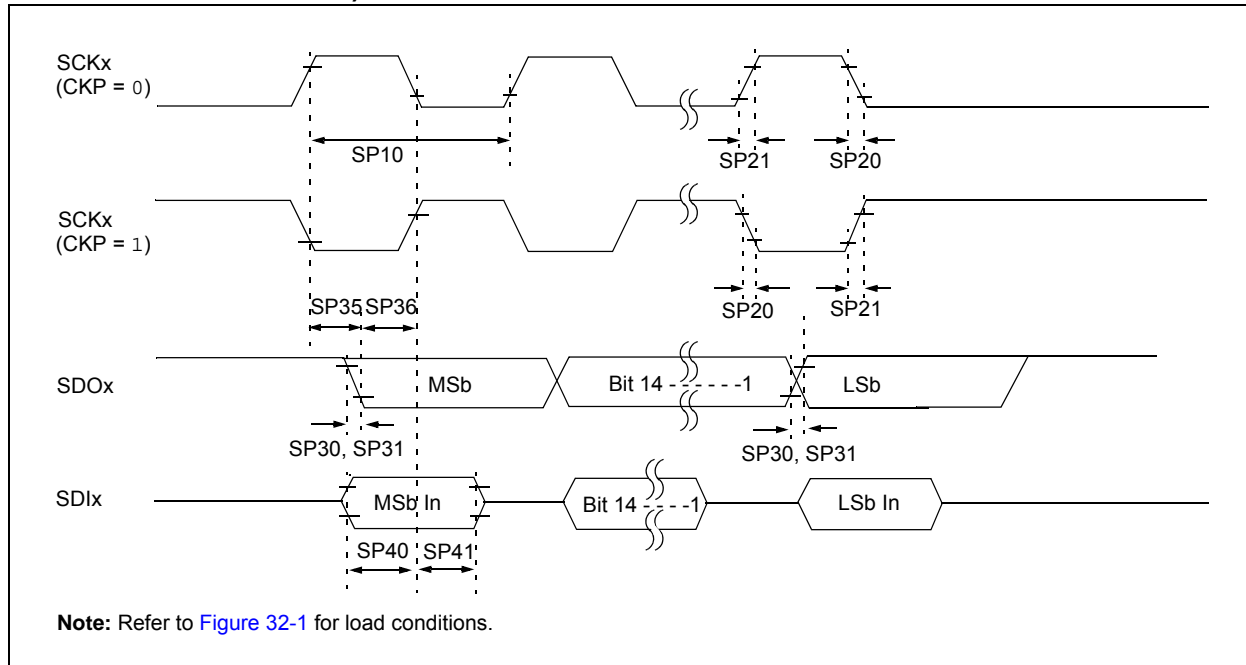 SCKx
(CKP = 0)
SP10
SP21
SP20
SCKx
(CKP = 1)
SP35
SP36
SP20
SP21
SDOx
MSb
Bit 14 - - - - - -1
LSb
SP30, SP31
SP30, SP31
SDIx
MSb In
Bit 14 - - - -1
LSb In
SP40
SP41
Note: Refer to Figure 32-1 for load conditions.